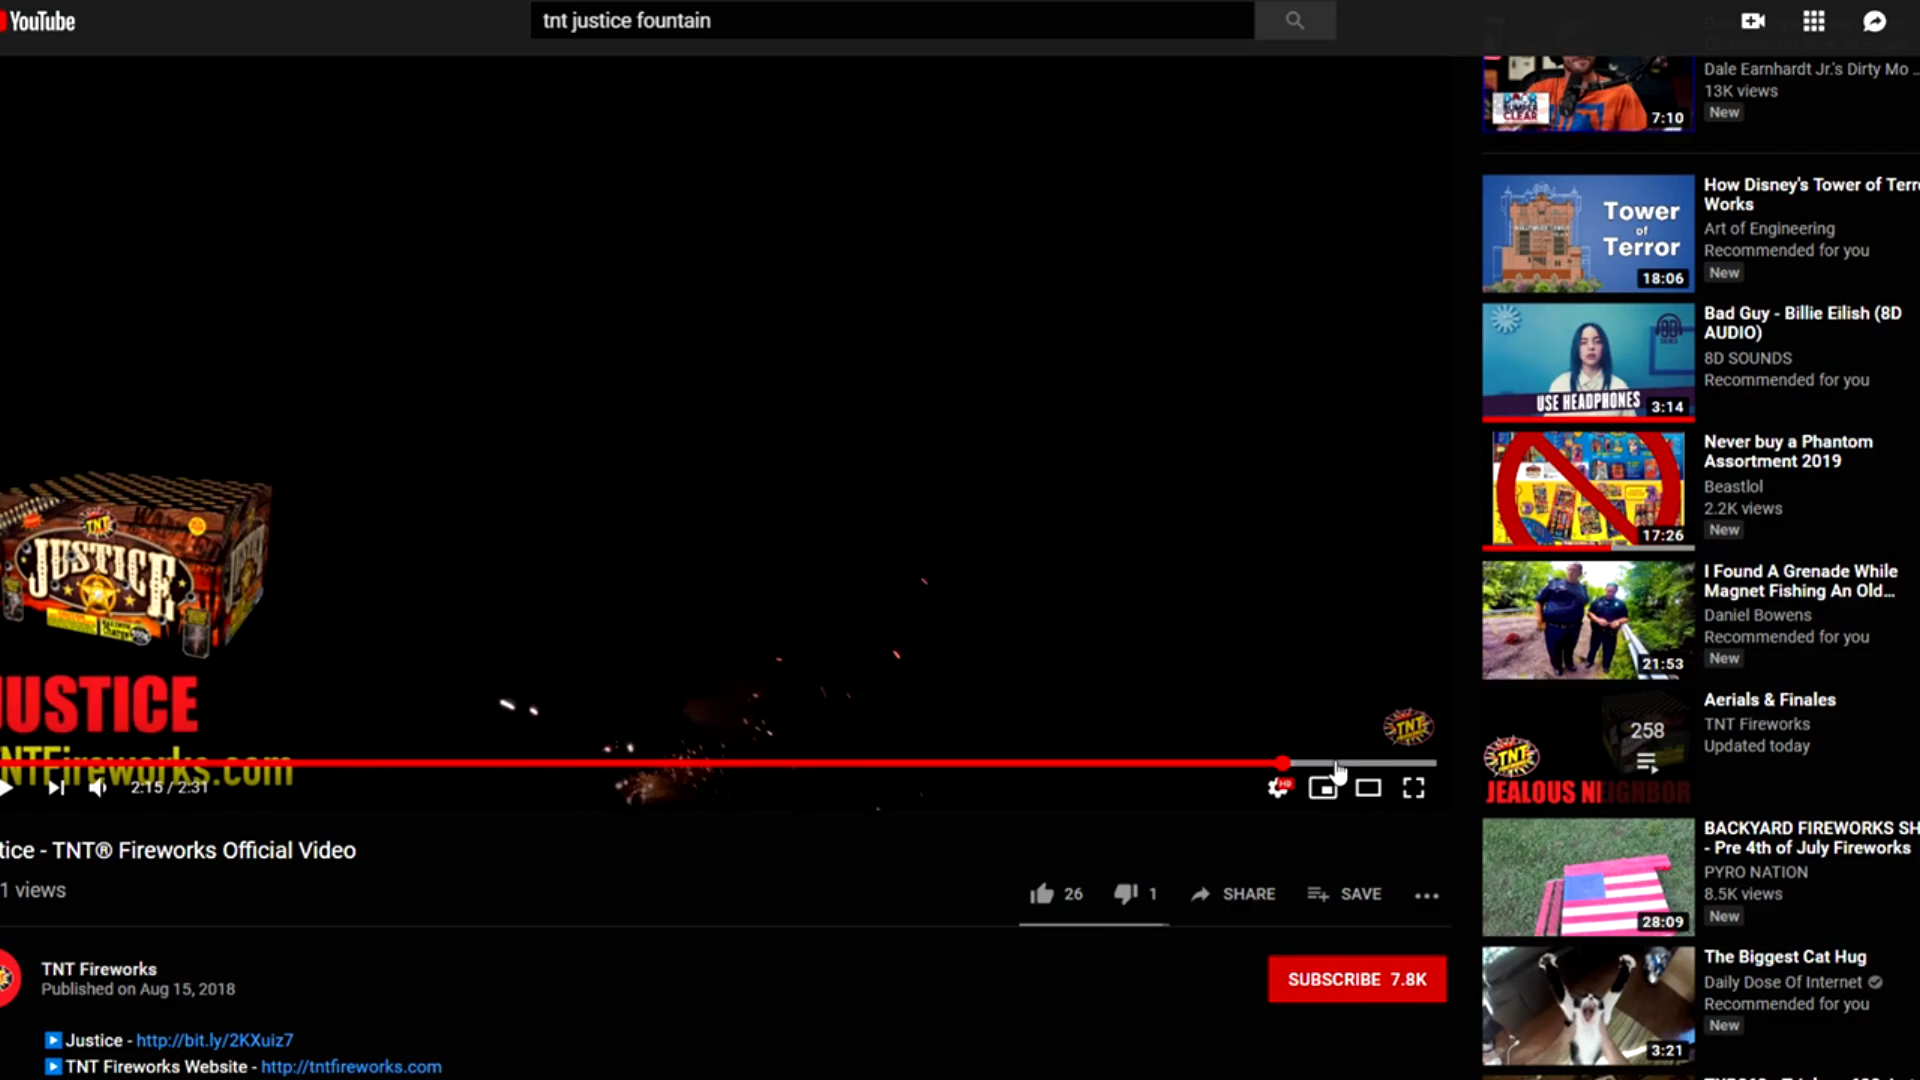 YouTube
tnt justice fountain
TNT
JUSTICE
JUSTICE
NTFireworks.com
TNT
2:15 / 2:31
HD
tice - TNT® Fireworks Official Video
1 views
26
1
SHARE
SAVE
TNT Fireworks
Published on Aug 15, 2018
SUBSCRIBE 7.8K
Justice - http://bit.ly/2KXuiz7
TNT Fireworks Website - http://tntfireworks.com
DOOR
BUMPER
CLEAR
7:10
Dale Earnhardt Jr.'s Dirty Mo ...
13K views
New
Tower
of
Terror
18:06
How Disney's Tower of Terr
Works
Art of Engineering
Recommended for you
New
USE HEADPHONES
3:14
Bad Guy - Billie Eilish (8D
AUDIO)
8D SOUNDS
Recommended for you
17:26
Never buy a Phantom
Assortment 2019
Beastlol
2.2K views
New
21:53
I Found A Grenade While
Magnet Fishing An Old...
Daniel Bowens
Recommended for you
New
258
TNT
JEALOUS NEIGHBOR
Aerials & Finales
TNT Fireworks
Updated today
28:09
BACKYARD FIREWORKS SH
- Pre 4th of July Fireworks
PYRO NATION
8.5K views
New
3:21
The Biggest Cat Hug
Daily Dose Of Internet
Recommended for you
New